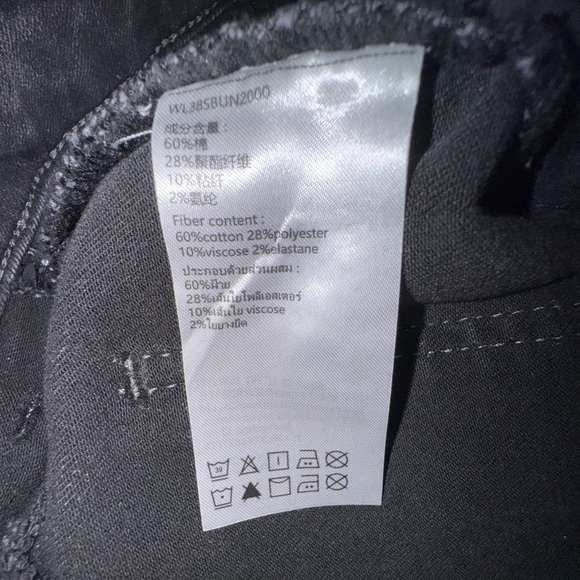 WL38SBUN2000
成分含量：
60%棉
28%聚酯纤维
10%粘纤
2%氨纶
Fiber content :
60%cotton 28%polyester
10%viscose 2%elastane
ประกอบด้วยส่วนผสม :
60%ฝ้าย
28%เส้นใยโพลีเอสเตอร์
10%เส้นใย viscose
2%ใยยางยืด
30